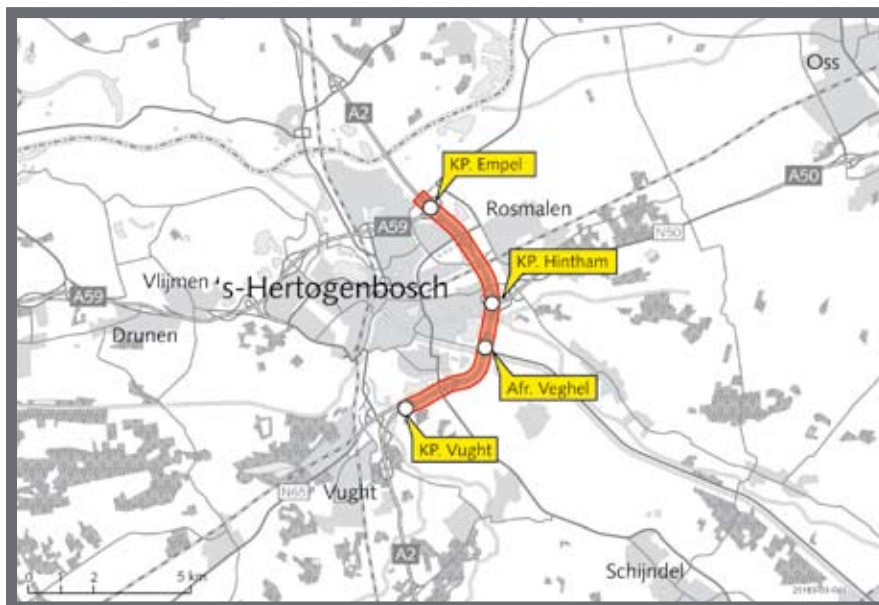 Oss
A2
KP. Empel
A50
Rosmalen
A59
N50
KP. Hintham
Vlijmen
's-Hertogenbosch
A59
Drunen
Afr. Veghel
KP. Vught
N65
Vught
A2
0 1 2 5 km
Schijndel